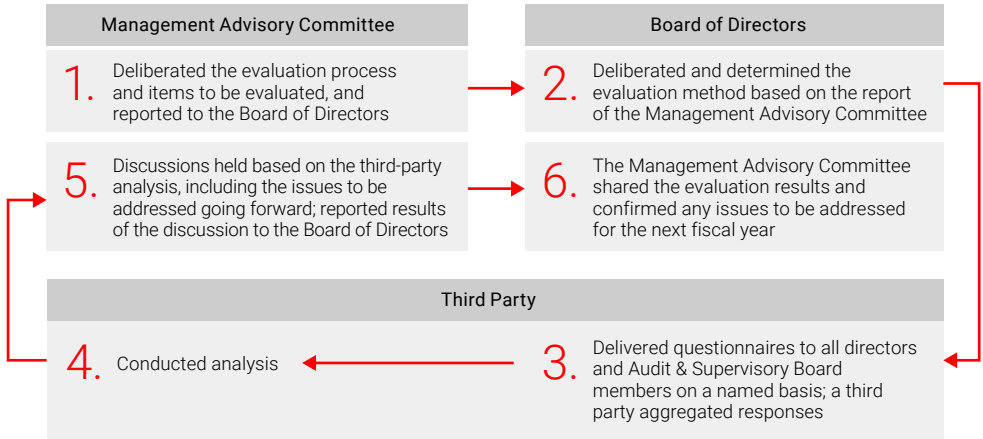 Management Advisory Committee
Board of Directors
1.
Deliberated the evaluation process
and items to be evaluated, and
reported to the Board of Directors
2.
Deliberated and determined the
evaluation method based on the report
of the Management Advisory Committee
5.
Discussions held based on the third-party
analysis, including the issues to be
addressed going forward; reported results
of the discussion to the Board of Directors
6.
The Management Advisory Committee
shared the evaluation results and
confirmed any issues to be addressed
for the next fiscal year
Third Party
4.
Conducted analysis
3.
Delivered questionnaires to all directors
and Audit & Supervisory Board
members on a named basis; a third
party aggregated responses